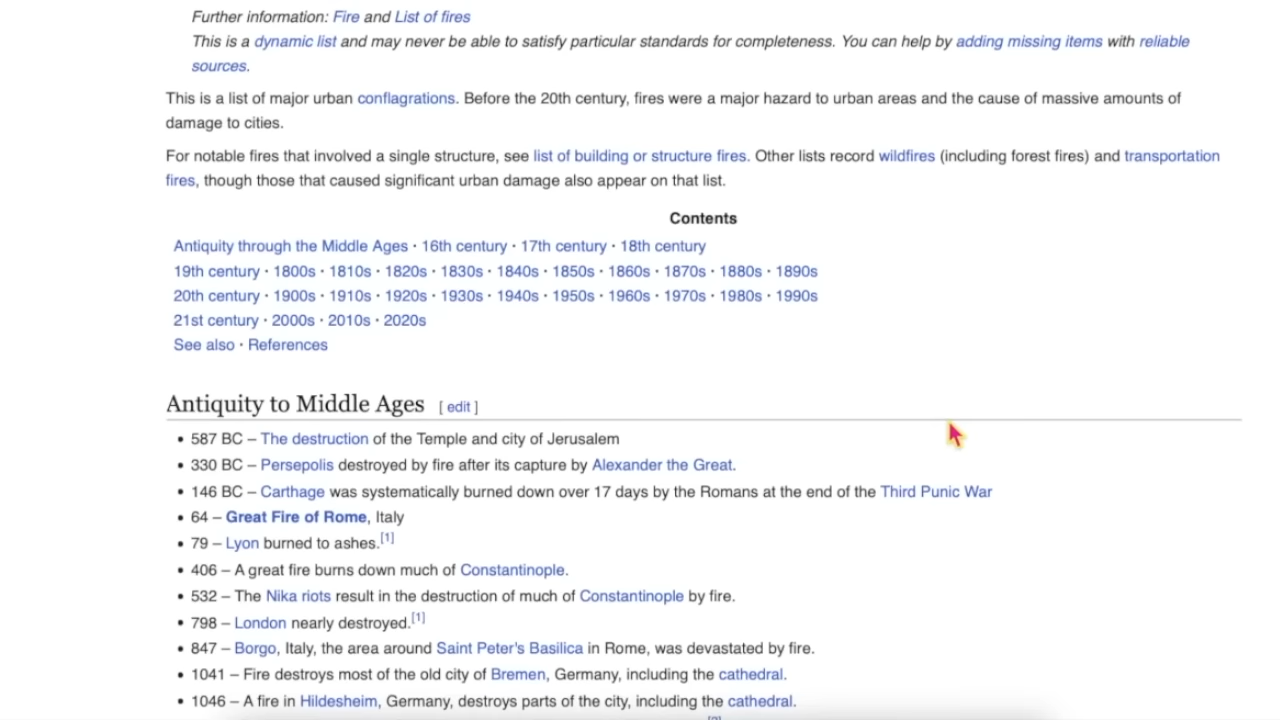 Further information: Fire and List of fires
This is a dynamic list and may never be able to satisfy particular standards for completeness. You can help by adding missing items with reliable
sources.
This is a list of major urban conflagrations. Before the 20th century, fires were a major hazard to urban areas and the cause of massive amounts of
damage to cities.
For notable fires that involved a single structure, see list of building or structure fires. Other lists record wildfires (including forest fires) and transportation
fires, though those that caused significant urban damage also appear on that list.
Contents
Antiquity through the Middle Ages · 16th century · 17th century · 18th century
19th century · 1800s · 1810s · 1820s · 1830s · 1840s · 1850s · 1860s · 1870s · 1880s · 1890s
20th century · 1900s · 1910s · 1920s · 1930s · 1940s · 1950s · 1960s · 1970s · 1980s · 1990s
21st century · 2000s · 2010s · 2020s
See also · References
Antiquity to Middle Ages [ edit ]
• 587 BC – The destruction of the Temple and city of Jerusalem
• 330 BC – Persepolis destroyed by fire after its capture by Alexander the Great.
• 146 BC – Carthage was systematically burned down over 17 days by the Romans at the end of the Third Punic War
• 64 – Great Fire of Rome, Italy
• 79 – Lyon burned to ashes.[1]
• 406 – A great fire burns down much of Constantinople.
• 532 – The Nika riots result in the destruction of much of Constantinople by fire.
• 798 – London nearly destroyed.[1]
• 847 – Borgo, Italy, the area around Saint Peter's Basilica in Rome, was devastated by fire.
• 1041 – Fire destroys most of the old city of Bremen, Germany, including the cathedral.
• 1046 – A fire in Hildesheim, Germany, destroys parts of the city, including the cathedral.